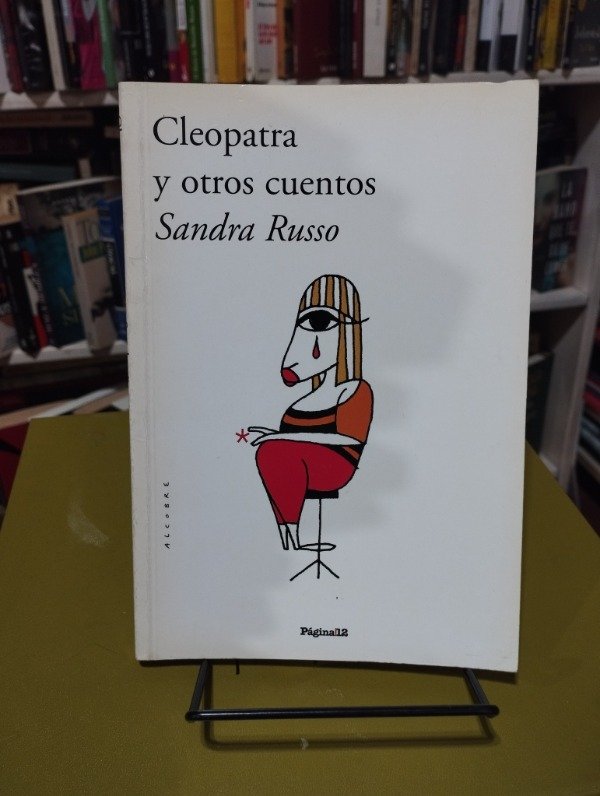 Cleopatra
y otros cuentos
Sandra Russo
ALCOBRE
Página/12